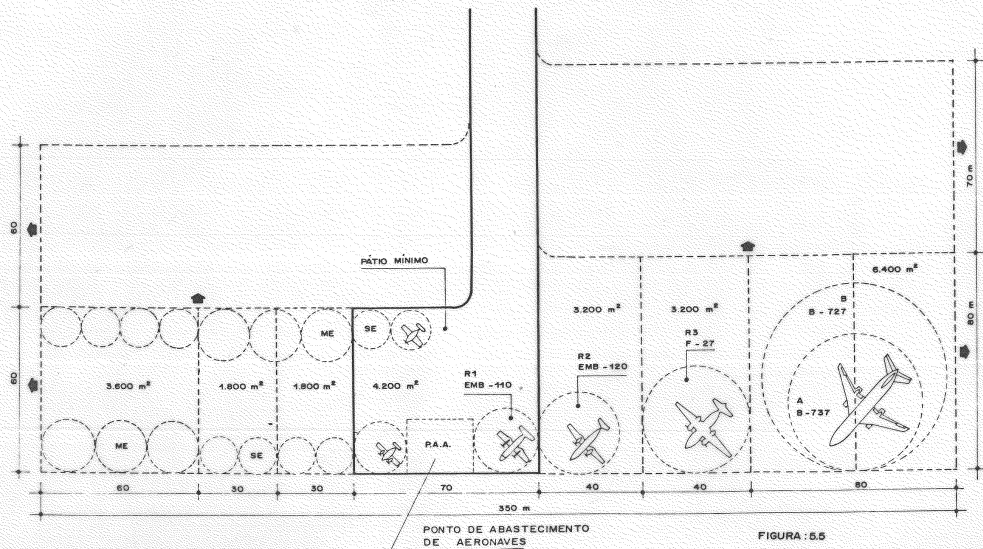 70 m
60
PÁTIO MÍNIMO
6.400 m²
3.200 m²
3.200 m²
B
B - 727
80 m
SE
ME
R3
F - 27
R2
EMB - 120
R1
EMB - 110
60
3.600 m²
1.800 m²
1.800 m²
4.200 m²
A
B - 737
ME
SE
P.A.A.
60
30
30
70
40
40
80
350 m
PONTO DE ABASTECIMENTO
DE AERONAVES
FIGURA : 5.5